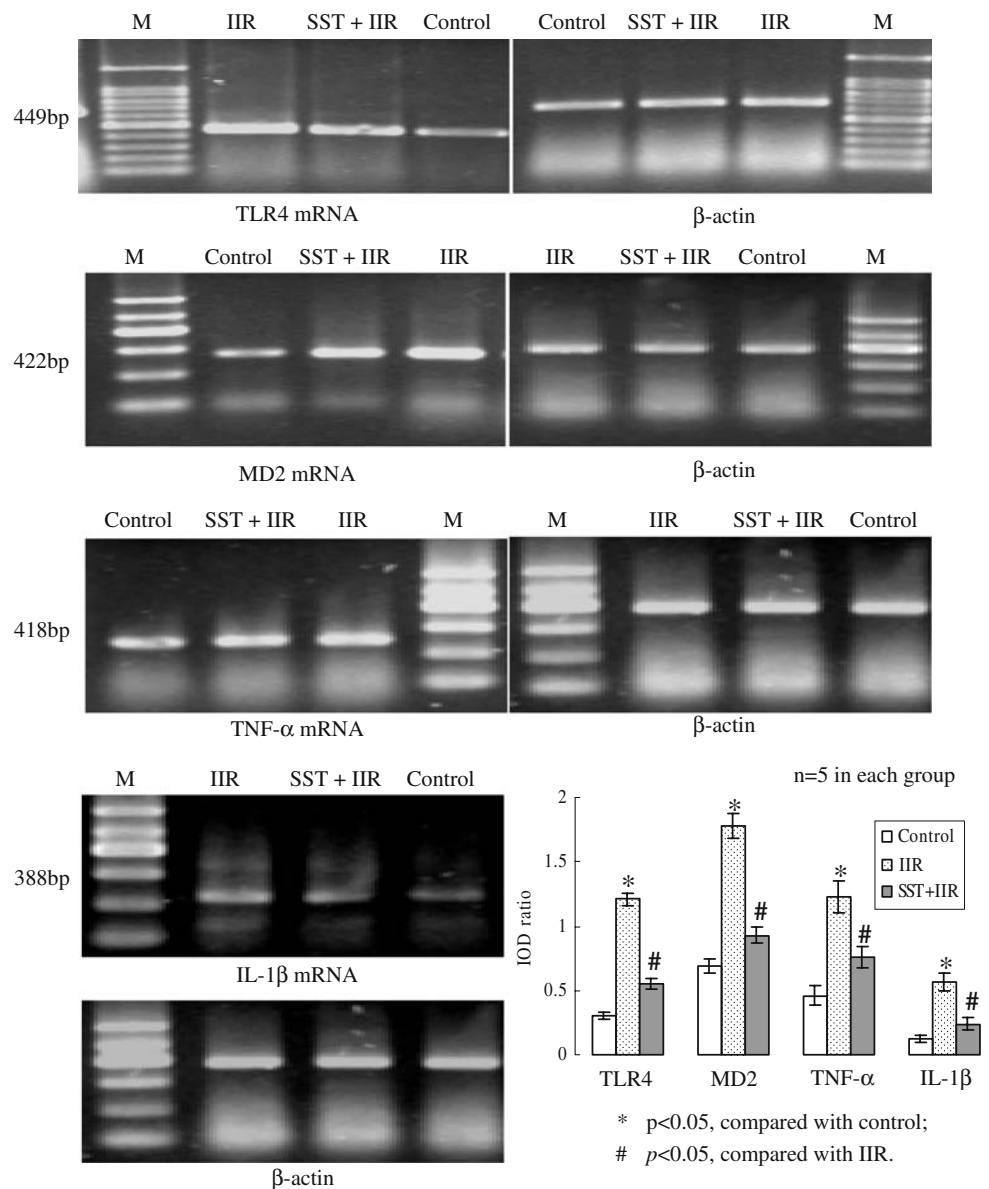 M IIR SST + IIR Control
Control SST + IIR IIR M
449bp
TLR4 mRNA
β-actin
M Control SST + IIR IIR
IIR SST + IIR Control M
422bp
MD2 mRNA
β-actin
Control SST + IIR IIR M
M IIR SST + IIR Control
418bp
TNF-α mRNA
β-actin
M IIR SST + IIR Control
388bp
IL-1β mRNA
β-actin
n=5 in each group
2
1.5
1
0.5
0
IOD ratio
Control
IIR
SST+IIR
* # * # * # * #
TLR4 MD2 TNF-α IL-1β
* p<0.05, compared with control;
# p<0.05, compared with IIR.